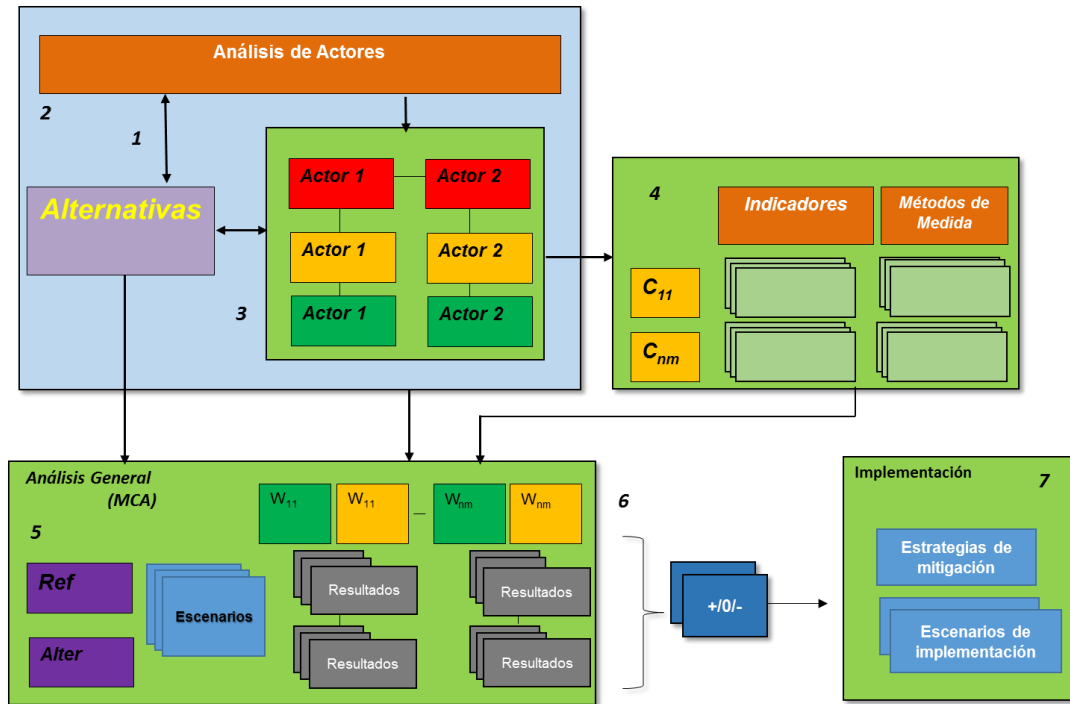 Análisis de Actores
2
1
Alternativas
3
Actor 1
Actor 2
Actor 1
Actor 2
Actor 1
Actor 2
4
Indicadores
Métodos de
Medida
C11
Cnm
Análisis General
(MCA)
5
W11
W11
Wnm
Wnm
Ref
Alter
Escenarios
Resultados
Resultados
Resultados
Resultados
6
+/0/-
Implementación
7
Estrategias de
mitigación
Escenarios de
implementación